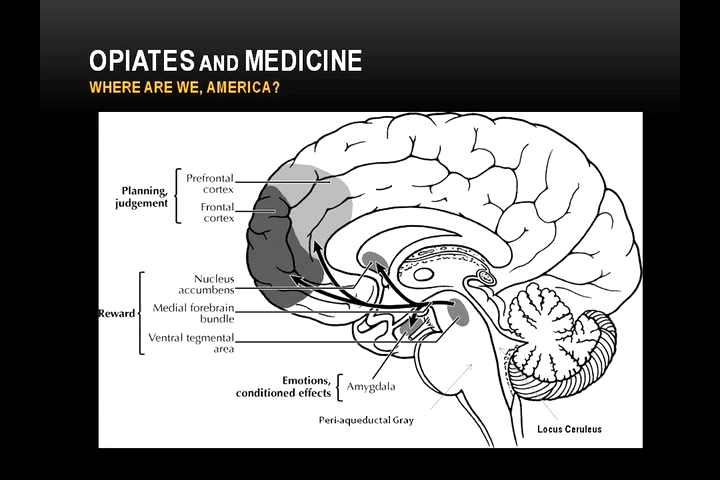 OPIATES AND MEDICINE
WHERE ARE WE, AMERICA?
Planning,
judgement
Prefrontal
cortex
Frontal
cortex
Reward
Nucleus
accumbens
Medial forebrain
bundle
Ventral tegmental
area
Emotions,
conditioned effects
Amygdala
Peri-aqueductal Gray
Locus Ceruleus